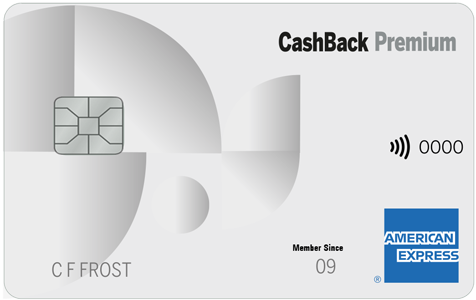 CashBack Premium
0000
Member Since
C F FROST
09
AMERICAN
EXPRESS
®